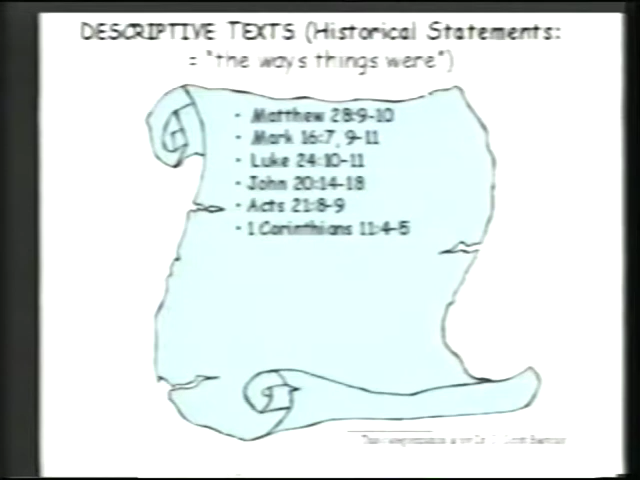 DESCRIPTIVE TEXTS (Historical Statements:
= "the ways things were")
• Matthew 28:9-10
• Mark 16:7, 9-11
• Luke 24:10-11
• John 20:14-18
• Acts 21:8-9
• 1 Corinthians 11:4-5